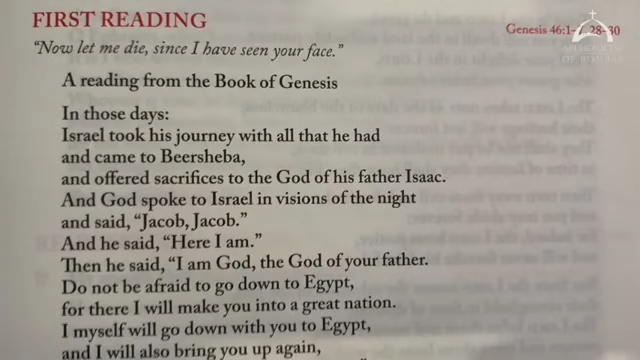 FIRST READING
Genesis 46:1-7, 28-30
“Now let me die, since I have seen your face.”
A reading from the Book of Genesis
In those days:
Israel took his journey with all that he had
and came to Beersheba,
and offered sacrifices to the God of his father Isaac.
And God spoke to Israel in visions of the night
and said, “Jacob, Jacob.”
And he said, “Here I am.”
Then he said, “I am God, the God of your father.
Do not be afraid to go down to Egypt,
for there I will make you into a great nation.
I myself will go down with you to Egypt,
and I will also bring you up again,